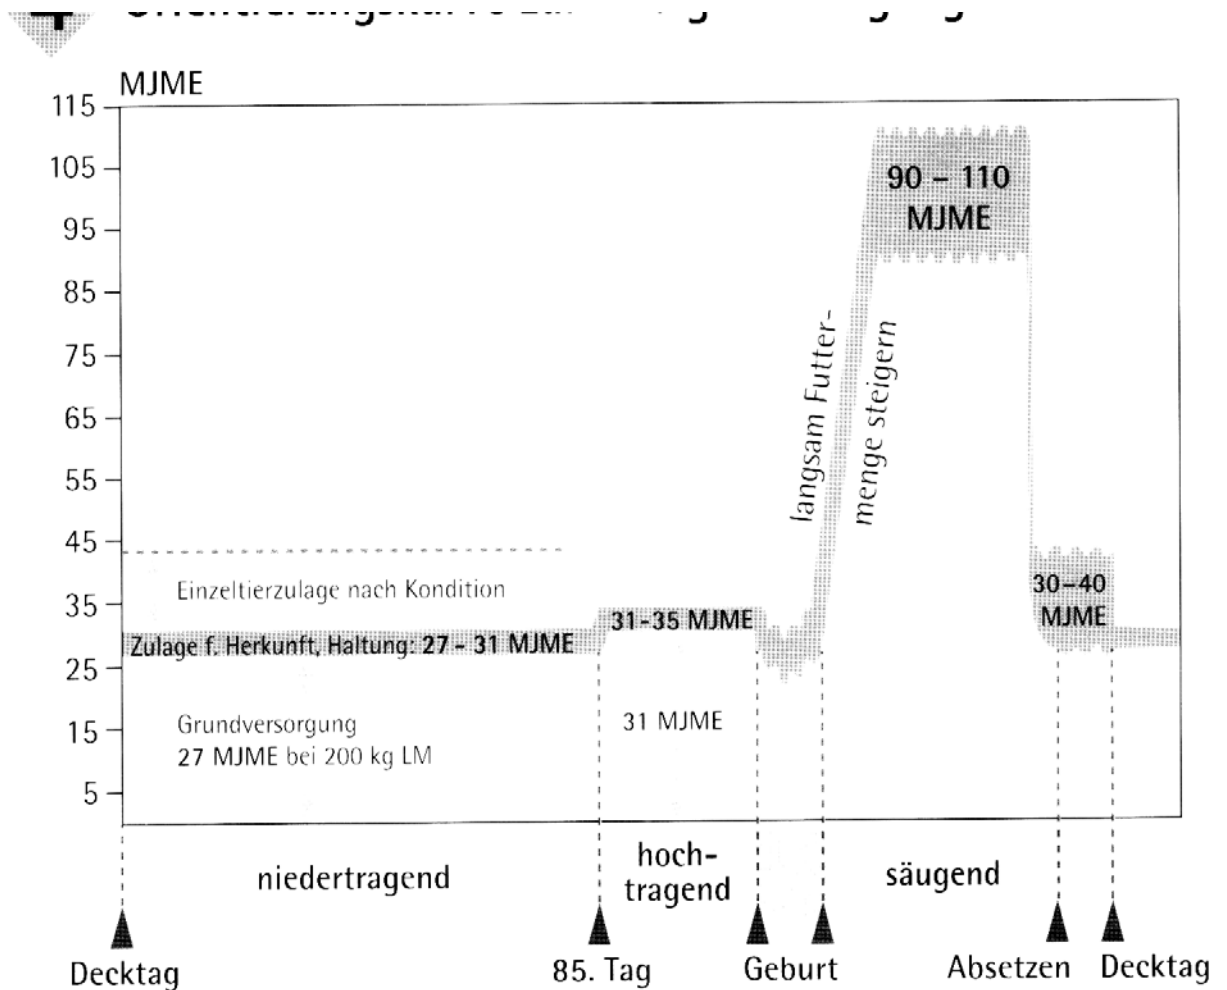 MJME
115
105
95
85
75
65
55
45
35
25
15
5
90 – 110
MJME
langsam Futter-
menge steigern
Einzeltierzulage nach Kondition
Zulage f. Herkunft, Haltung: 27 – 31 MJME
31-35 MJME
30–40
MJME
Grundversorgung
27 MJME bei 200 kg LM
31 MJME
niedertragend
hoch-
tragend
säugend
Decktag
85. Tag
Geburt
Absetzen
Decktag